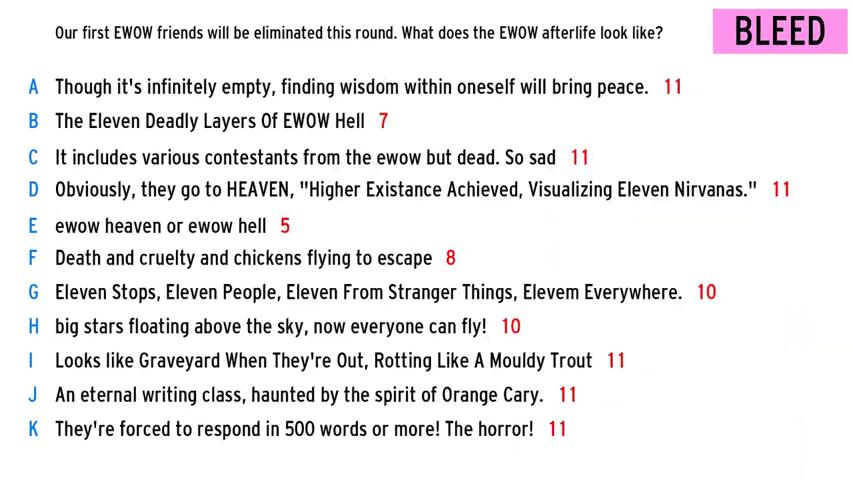 Our first EWOW friends will be eliminated this round. What does the EWOW afterlife look like?
BLEED
A Though it's infinitely empty, finding wisdom within oneself will bring peace. 11
B The Eleven Deadly Layers Of EWOW Hell 7
C It includes various contestants from the ewow but dead. So sad 11
D Obviously, they go to HEAVEN, "Higher Existance Achieved, Visualizing Eleven Nirvanas." 11
E ewow heaven or ewow hell 5
F Death and cruelty and chickens flying to escape 8
G Eleven Stops, Eleven People, Eleven From Stranger Things, Elevem Everywhere. 10
H big stars floating above the sky, now everyone can fly! 10
I Looks like Graveyard When They're Out, Rotting Like A Mouldy Trout 11
J An eternal writing class, haunted by the spirit of Orange Cary. 11
K They're forced to respond in 500 words or more! The horror! 11